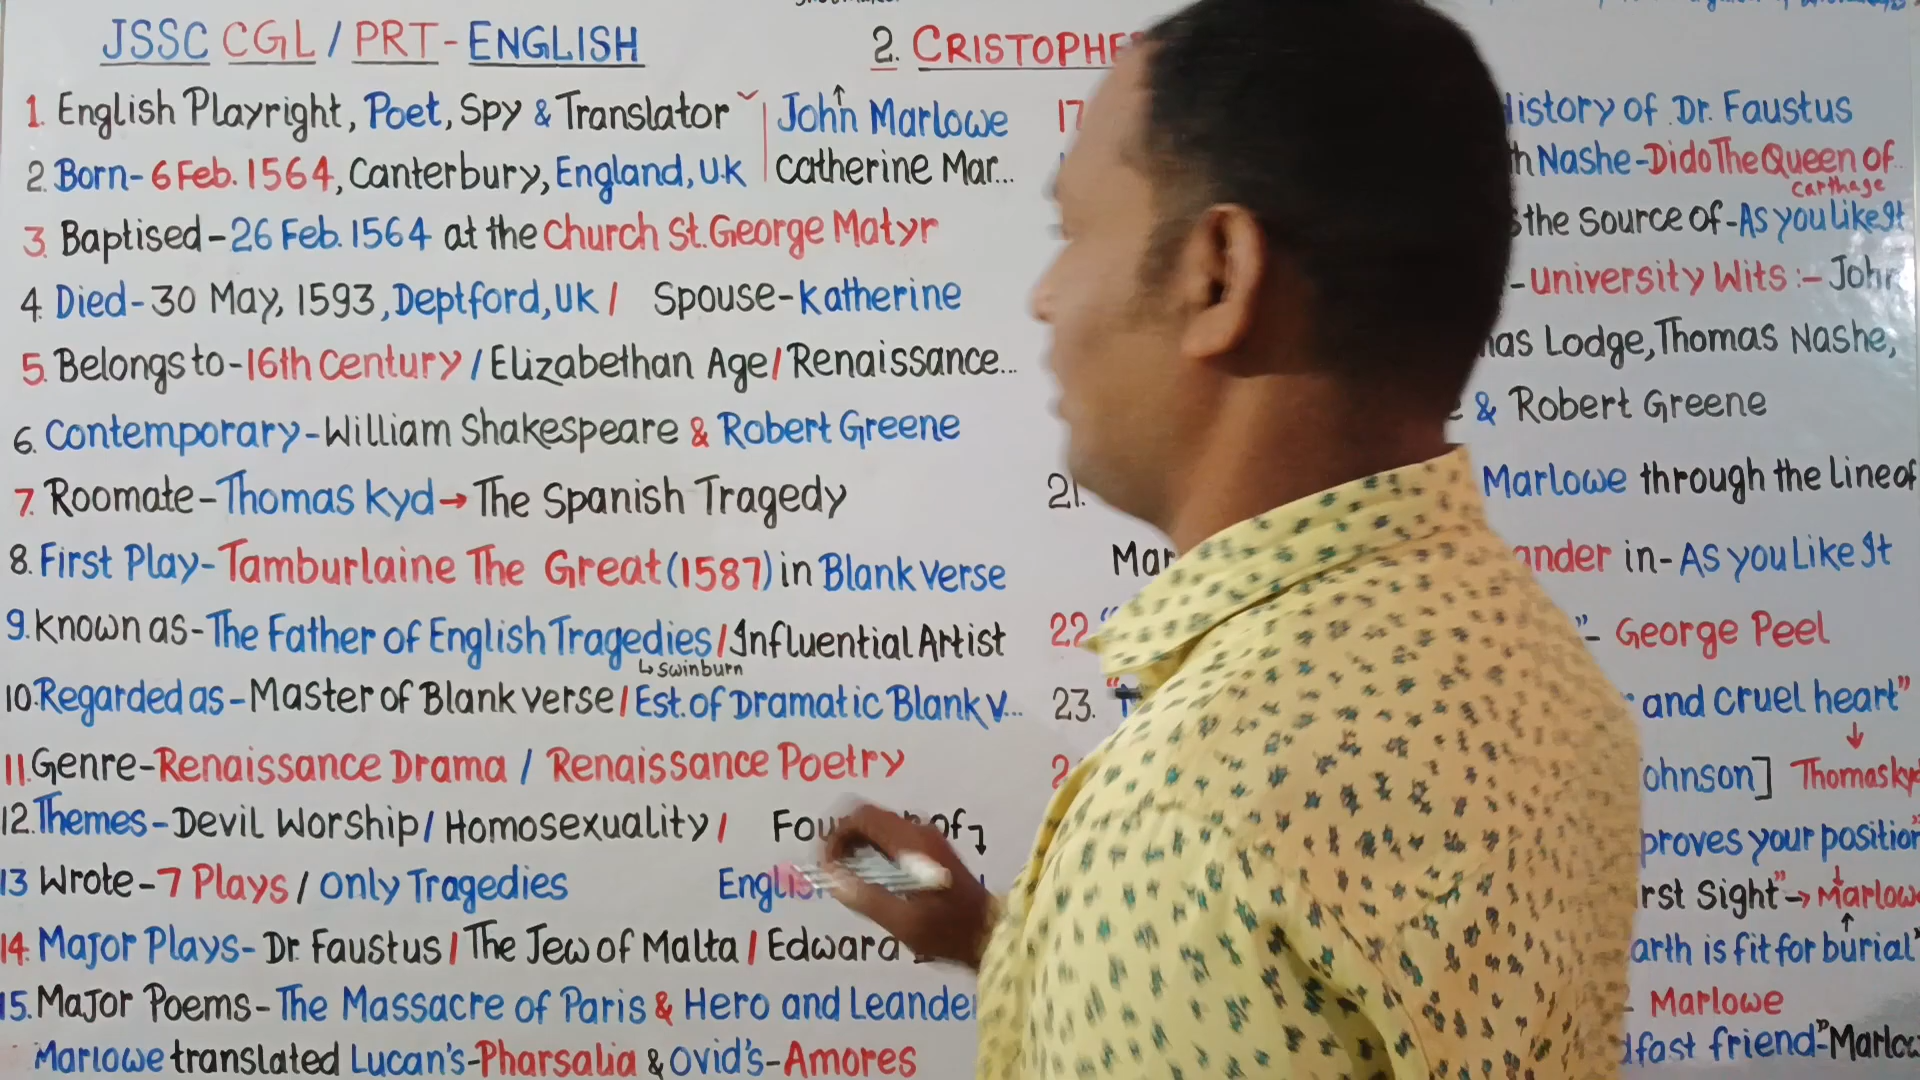 JSSC CGL / PRT - ENGLISH
2. CRISTOPHE
1. English Playright, Poet, Spy & Translator
John Marlowe
2. Born- 6 Feb. 1564, Canterbury, England, U.K
Catherine Mar...
3. Baptised - 26 Feb. 1564 at the Church St. George Matyr
4. Died - 30 May, 1593, Deptford, UK / Spouse - Katherine
5. Belongs to - 16th Century / Elizabethan Age / Renaissance...
6. Contemporary - William Shakespeare & Robert Greene
7. Roomate - Thomas Kyd → The Spanish Tragedy
8. First Play - Tamburlaine The Great (1587) in Blank verse
9. Known as - The Father of English Tragedies / Influential Artist
↳ Swinburn
10. Regarded as - Master of Blank verse / Est. of Dramatic Blank V...
11. Genre - Renaissance Drama / Renaissance Poetry
12. Themes - Devil Worship / Homosexuality / of
13 Wrote - 7 Plays / Only Tragedies
14. Major Plays - Dr. Faustus / The Jew of Malta / Edward
15. Major Poems - The Massacre of Paris & Hero and Leander
Marlowe translated Lucan's - Pharsalia & Ovid's - Amores
17
History of Dr. Faustus
Nashe - Dido The Queen of
Carthage
the Source of - As you Like It
- University Wits :- John
Lodge, Thomas Nashe,
& Robert Greene
21.
Marlowe through the Line of
Mar
ander in - As you Like It
22
- George Peel
23.
and cruel heart"
ohnson] Thomas Kyd
proves your position"
rst Sight" → Marlowe
arth is fit for burial"
- Marlowe
fast friend" - Marlow